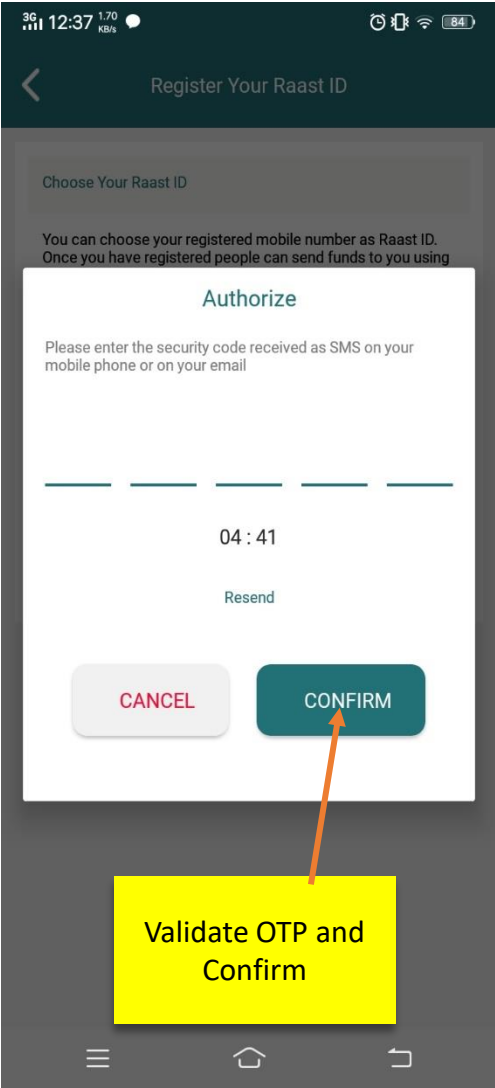 3G 12:37 1.70 KB/s 84
Register Your Raast ID
Choose Your Raast ID
You can choose your registered mobile number as Raast ID.
Once you have registered people can send funds to you using
Authorize
Please enter the security code received as SMS on your
mobile phone or on your email
04 : 41
Resend
CANCEL
CONFIRM
Validate OTP and
Confirm